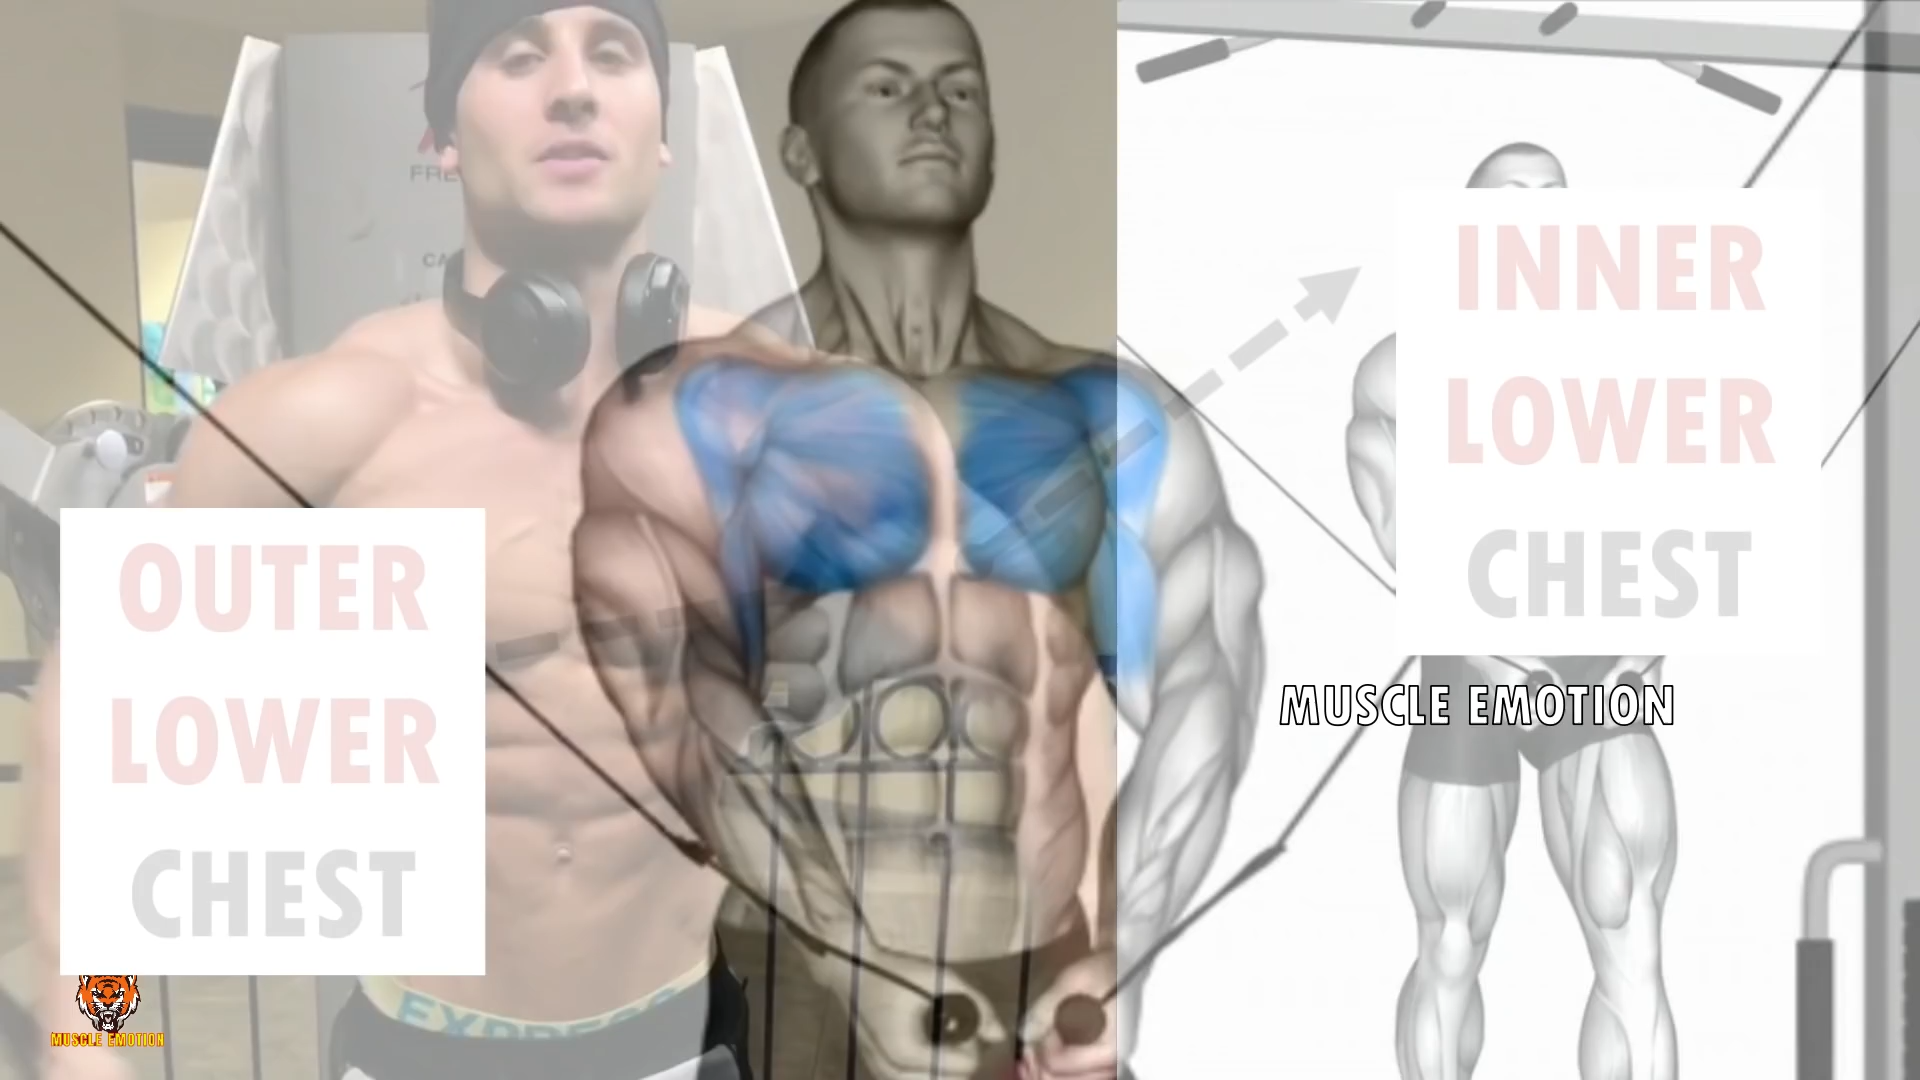 INNER
LOWER
CHEST
OUTER
LOWER
CHEST
MUSCLE EMOTION
MUSCLE EMOTION